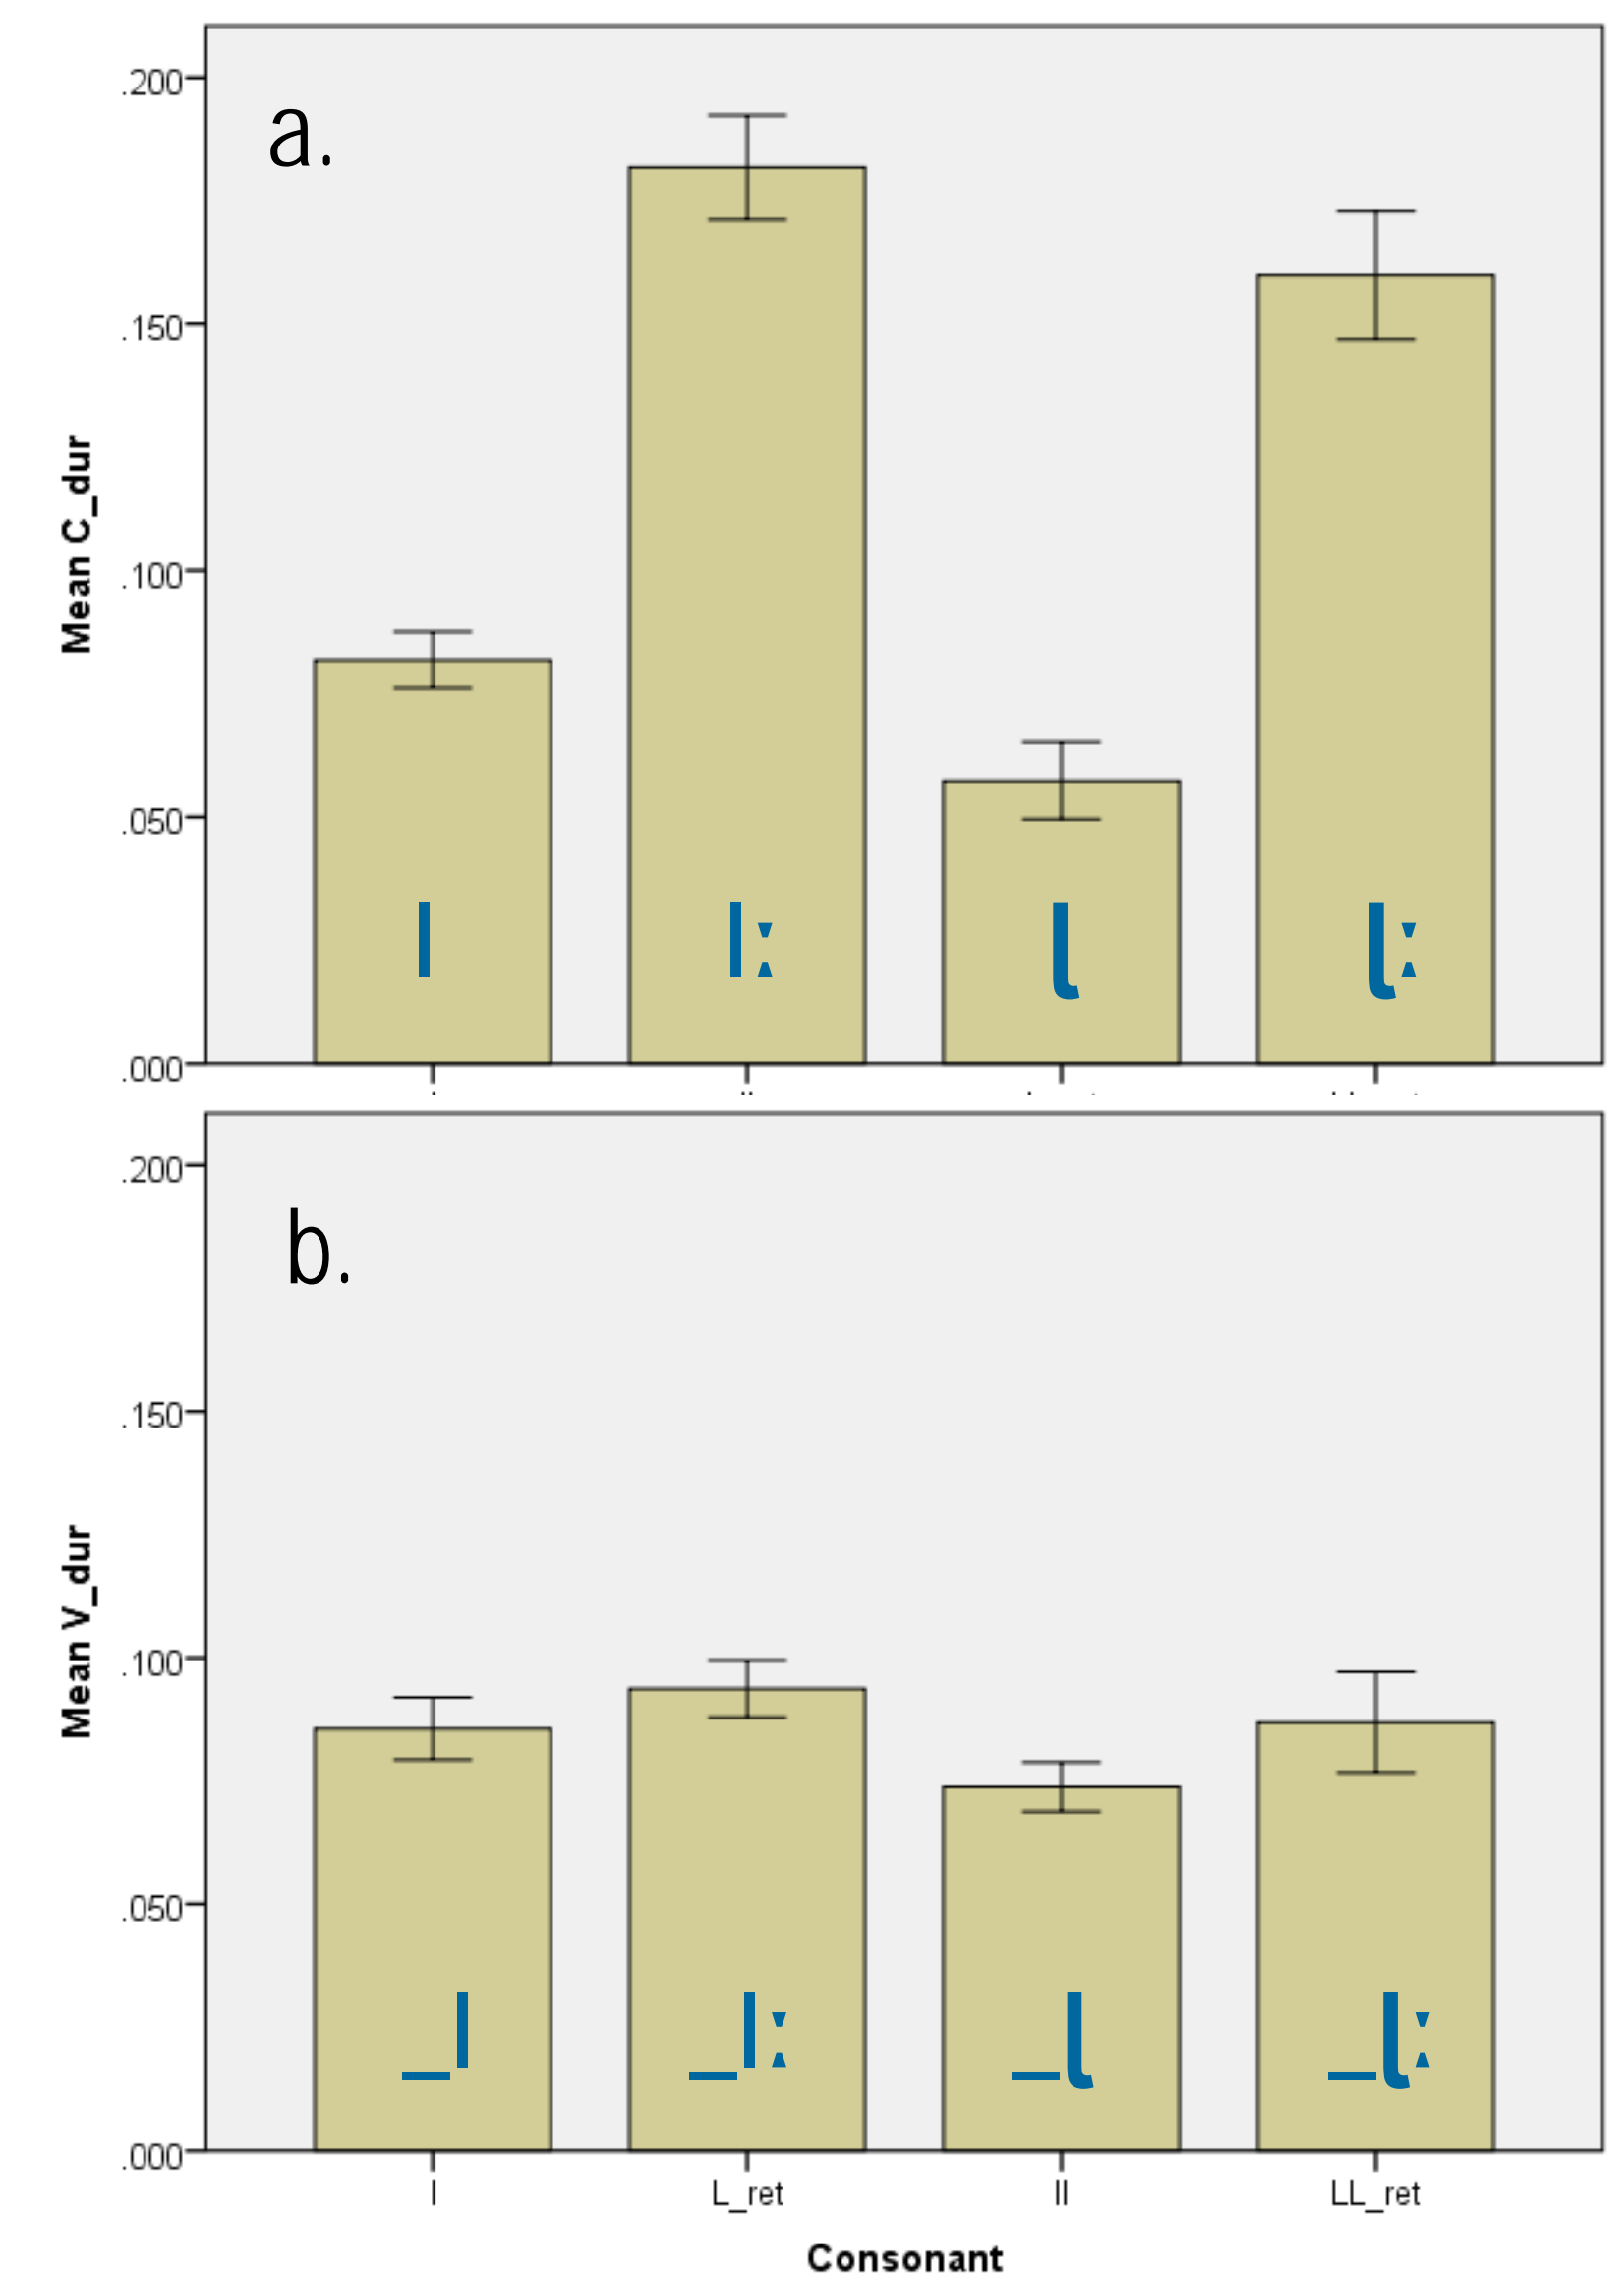 a.
.200
.150
.100
.050
.000
Mean C_dur
l lː ɭ ɭː
b.
.200
.150
.100
.050
.000
Mean V_dur
_l _lː _ɭ _ɭː
l L_ret ll LL_ret
Consonant